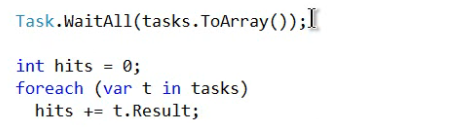 Task.WaitAll(tasks.ToArray());
int hits = 0;
foreach (var t in tasks)
hits += t.Result;